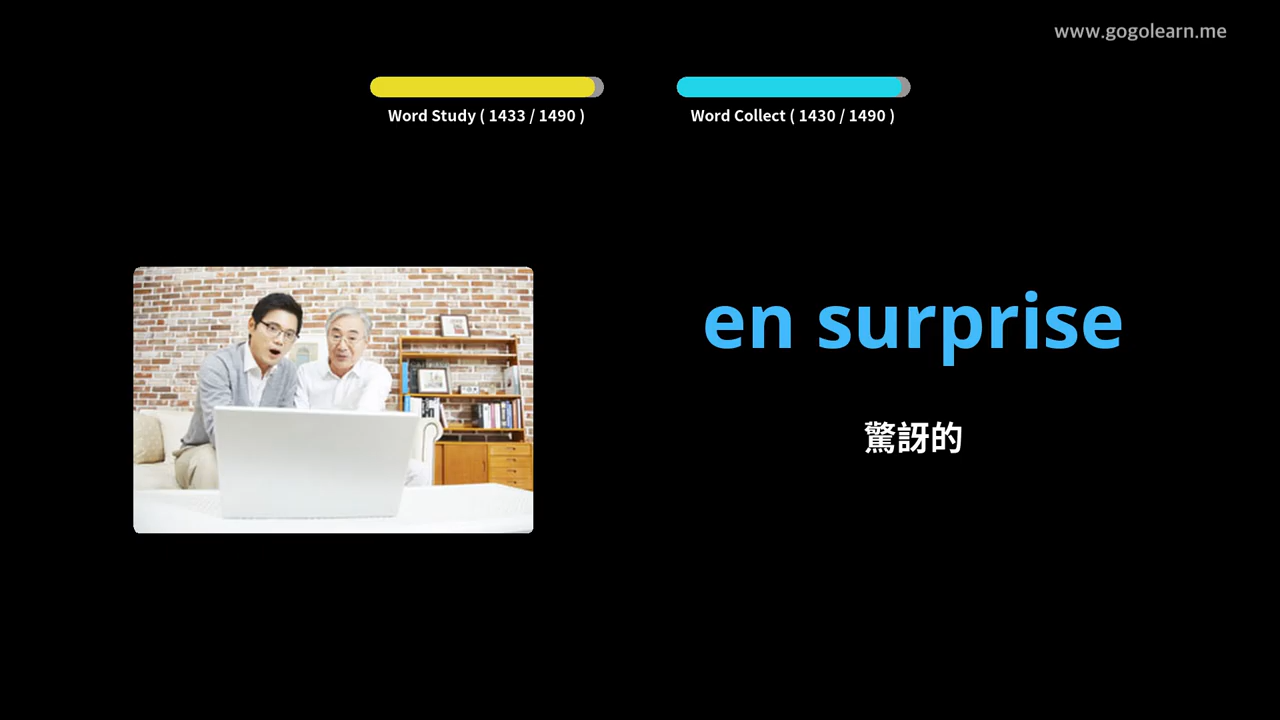 www.gogolearn.me
Word Study ( 1433 / 1490 )
Word Collect ( 1430 / 1490 )
en surprise
驚訝的